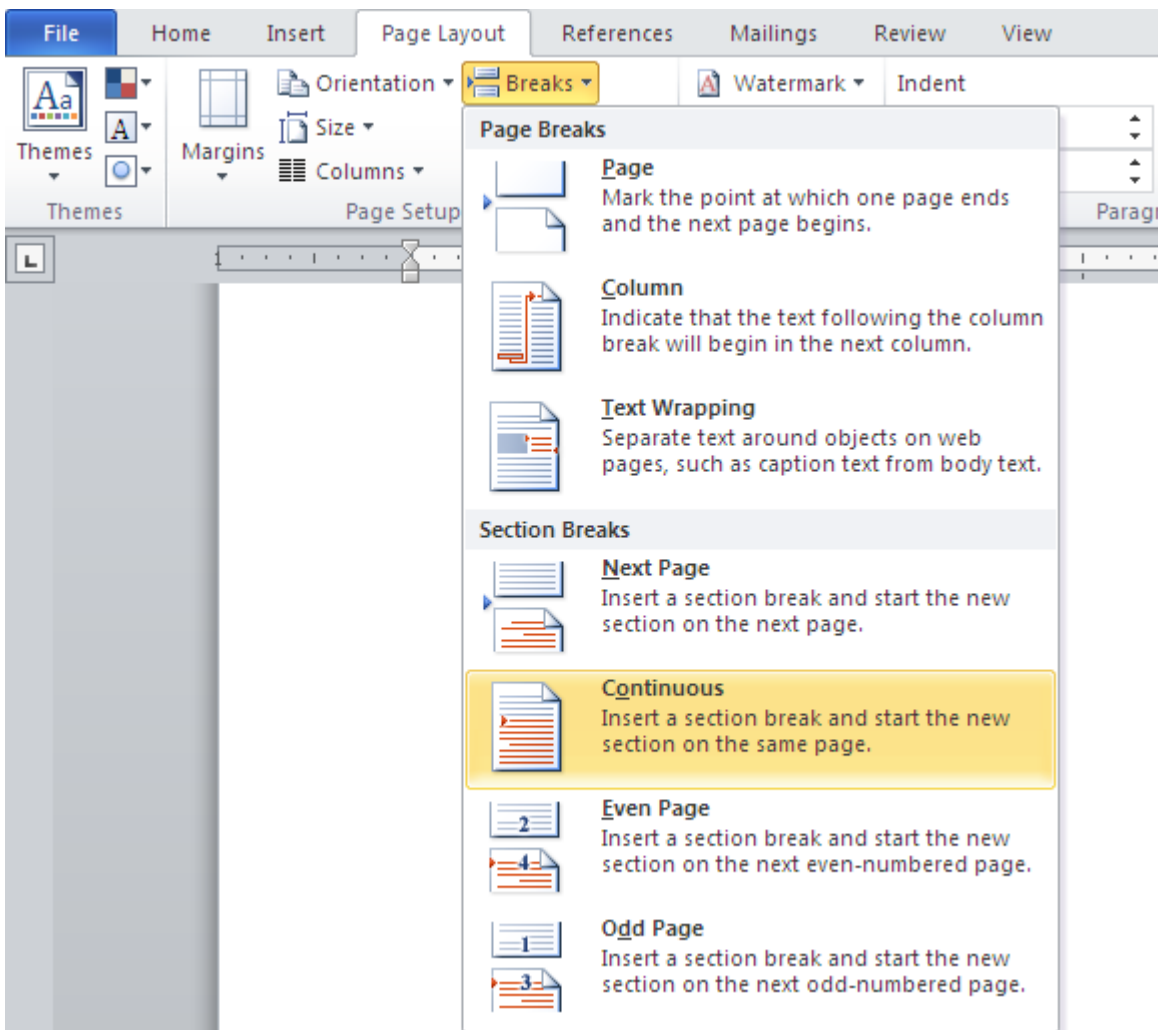 File Home Insert Page Layout References Mailings Review View
Orientation Breaks Watermark Indent
Size
Themes Margins Columns
Themes Page Setup
Page Breaks
Page
Mark the point at which one page ends
and the next page begins.
Column
Indicate that the text following the column
break will begin in the next column.
Text Wrapping
Separate text around objects on web
pages, such as caption text from body text.
Section Breaks
Next Page
Insert a section break and start the new
section on the next page.
Continuous
Insert a section break and start the new
section on the same page.
Even Page
Insert a section break and start the new
section on the next even-numbered page.
Odd Page
Insert a section break and start the new
section on the next odd-numbered page.